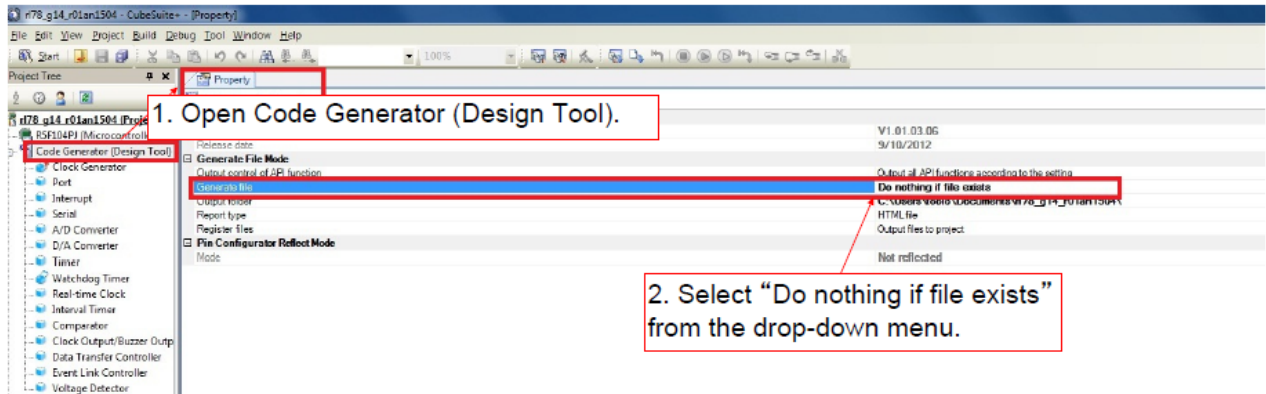 rl78_g14_r01an1504 - CubeSuite+ - [Property]
File Edit View Project Build Debug Tool Window Help
Start 100%
Project Tree
Property
1. Open Code Generator (Design Tool).
rl78_g14_r01an1504 (Proje
R5F104PJ (Microcontroll
V1.01.03.06
Code Generator (Design Tool)
Release date 9/10/2012
Generate File Mode
Clock Generator
Output control of API function Output all API functions according to the setting
Port
Generate file Do nothing if file exists
Interrupt
Output folder
Serial
Report type HTML file
A/D Converter
Register files Output files to project
D/A Converter
Pin Configurator Reflect Mode
Timer
Mode Not reflected
Watchdog Timer
Real-time Clock
Interval Timer
Comparator
Clock Output/Buzzer Outp
Data Transfer Controller
Event Link Controller
Voltage Detector
2. Select “Do nothing if file exists”
from the drop-down menu.